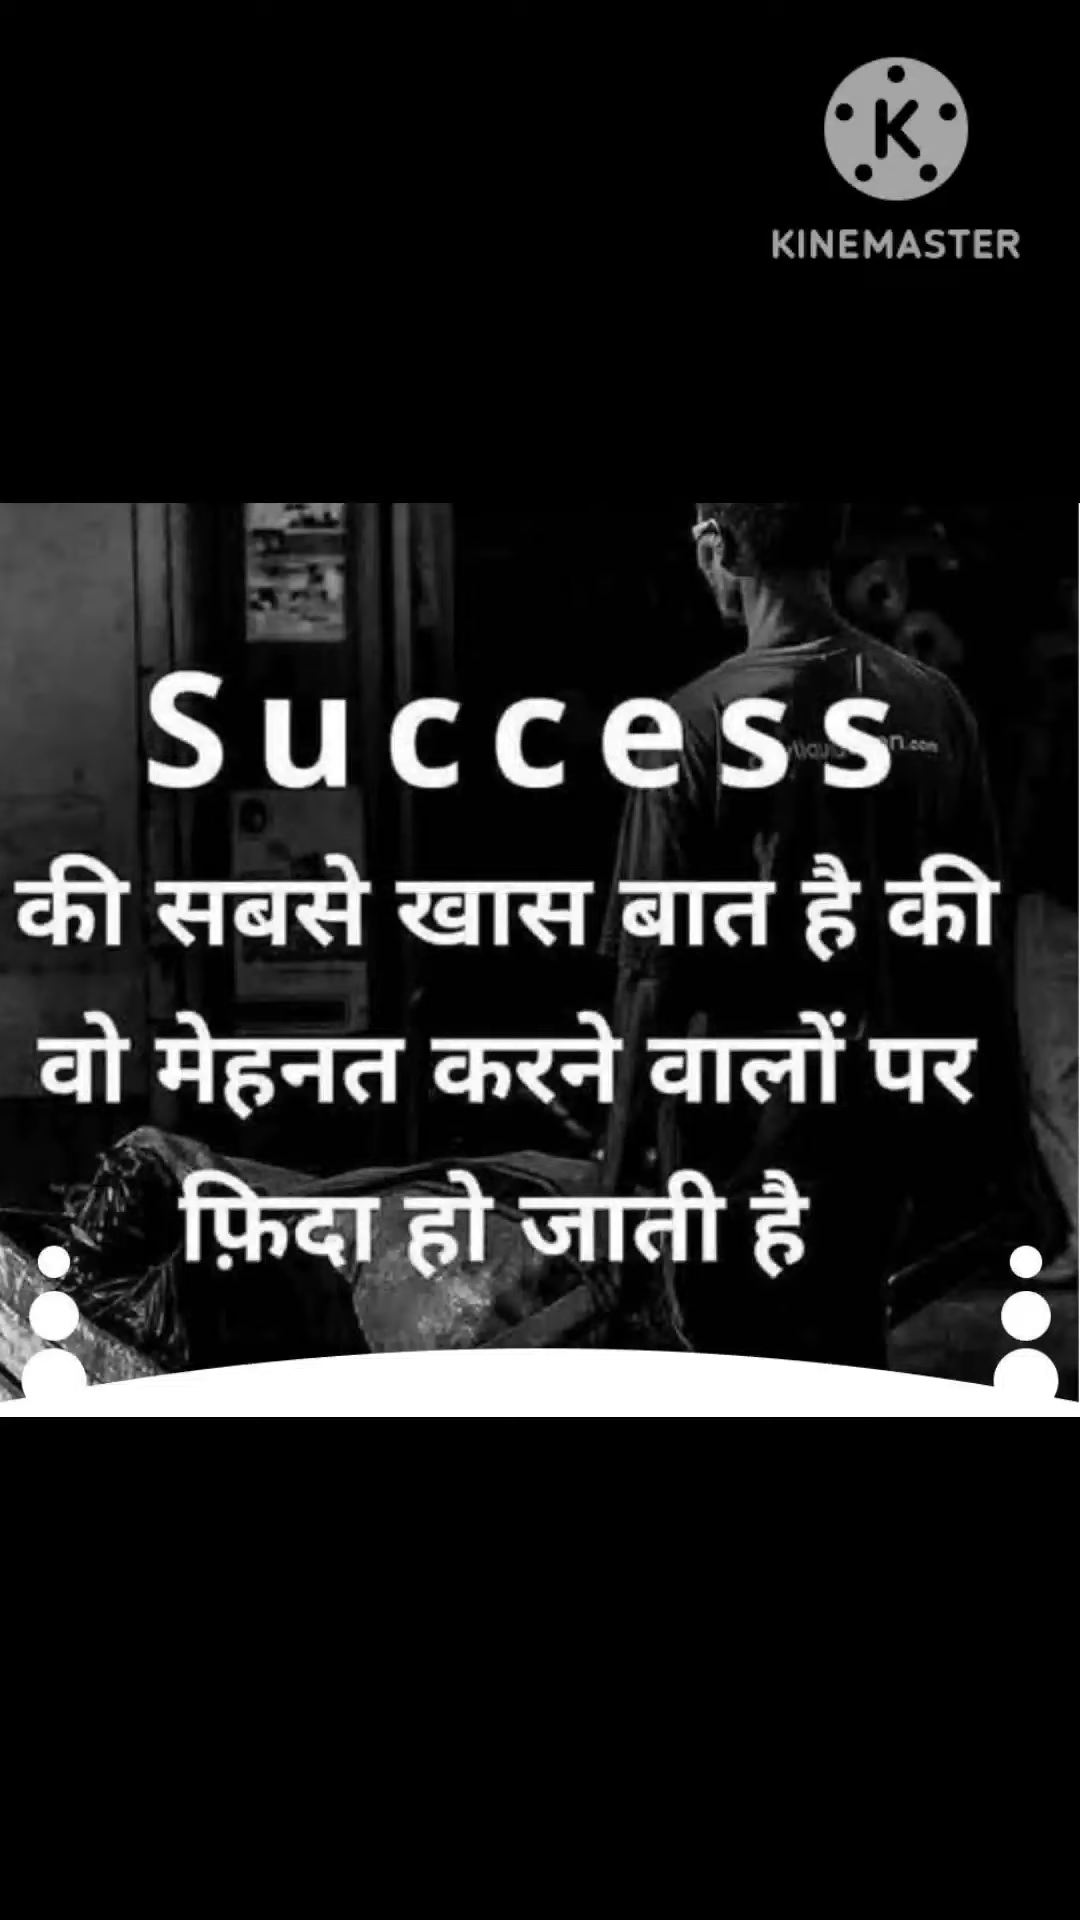 KINEMASTER
Success
की सबसे खास बात है की
वो मेहनत करने वालों पर
फ़िदा हो जाती है